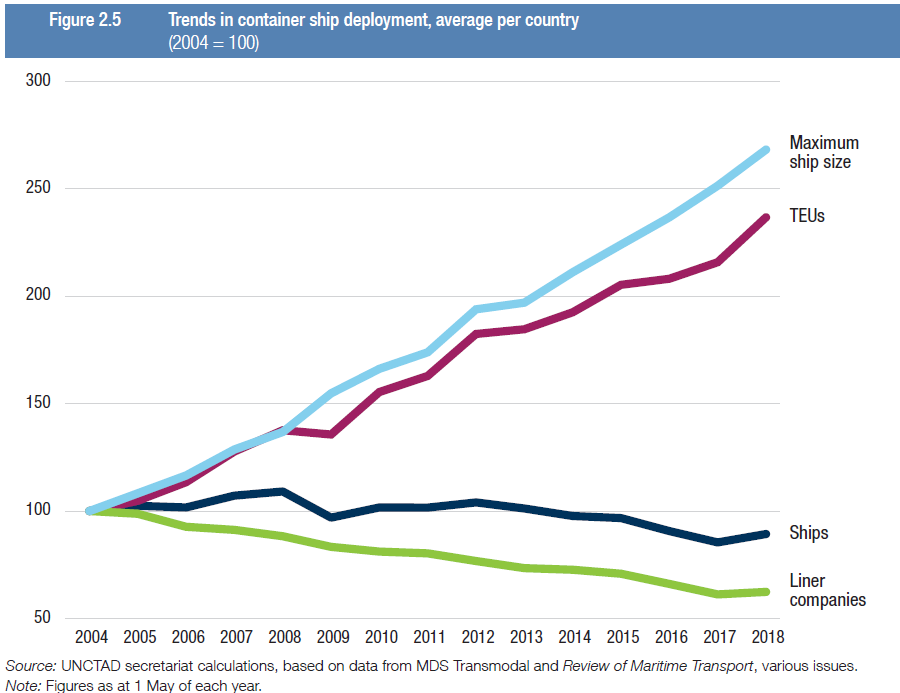 Figure 2.5 Trends in container ship deployment, average per country
(2004 = 100)
300
250
200
150
100
50
Maximum
ship size
TEUs
Ships
Liner
companies
2004 2005 2006 2007 2008 2009 2010 2011 2012 2013 2014 2015 2016 2017 2018
Source: UNCTAD secretariat calculations, based on data from MDS Transmodal and Review of Maritime Transport, various issues.
Note: Figures as at 1 May of each year.